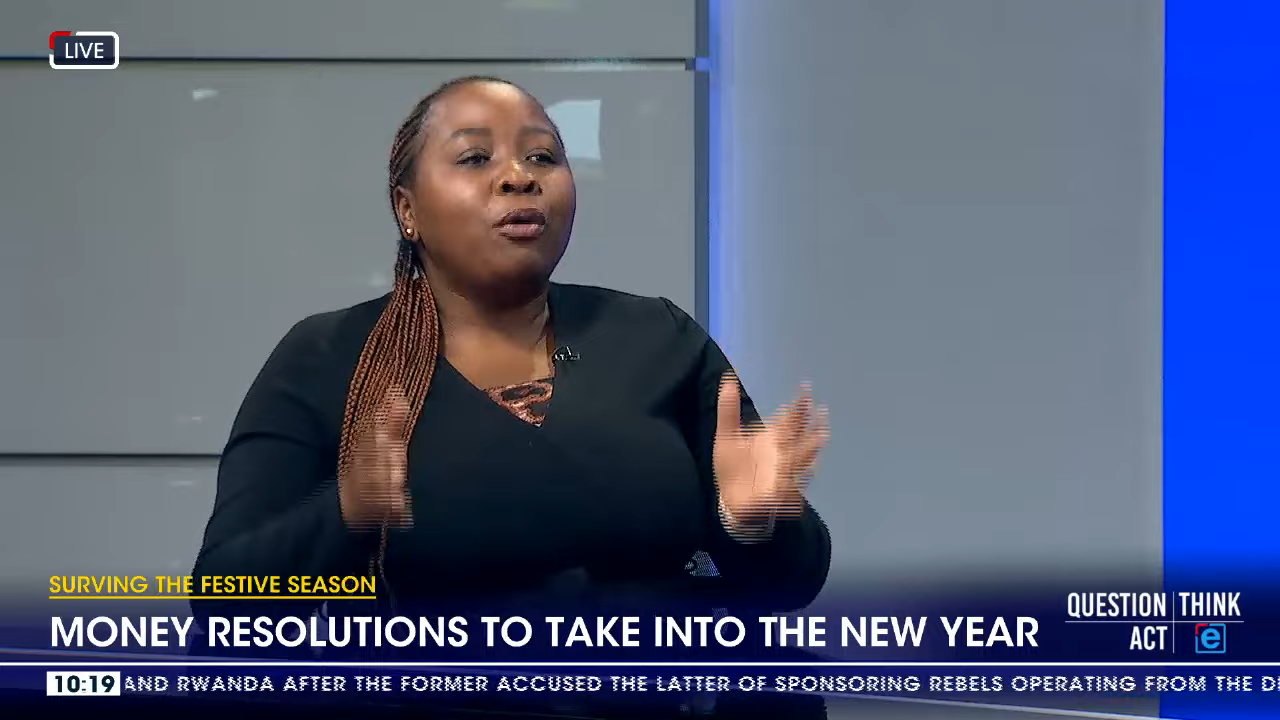 LIVE
SURVING THE FESTIVE SEASON
MONEY RESOLUTIONS TO TAKE INTO THE NEW YEAR
QUESTION THINK
ACT e
10:19 AND RWANDA AFTER THE FORMER ACCUSED THE LATTER OF SPONSORING REBELS OPERATING FROM THE